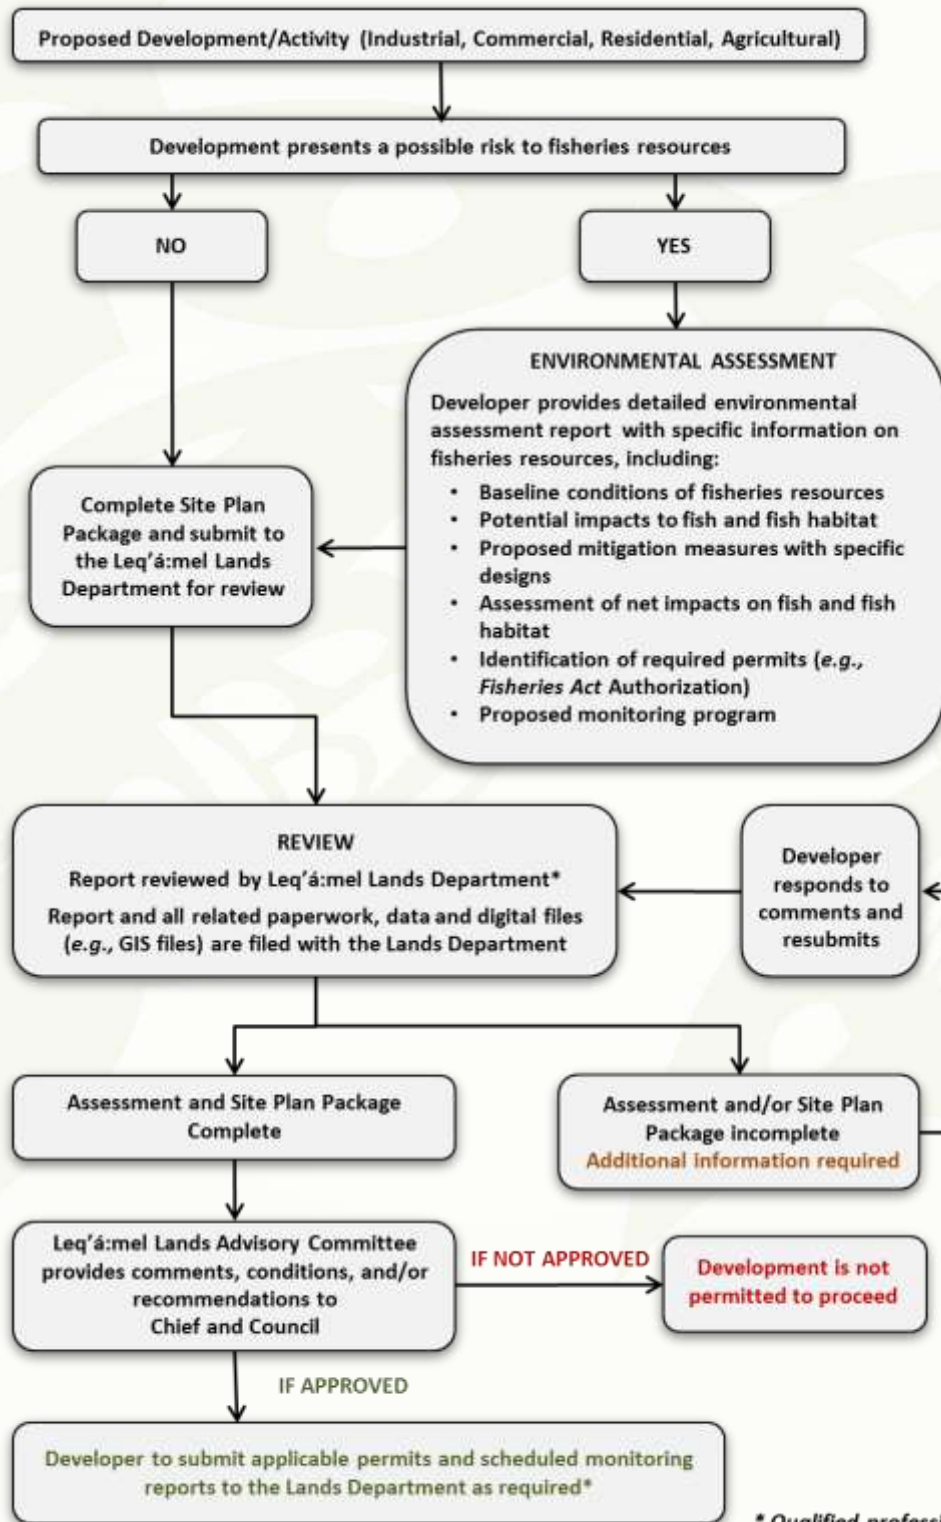 Proposed Development/Activity (Industrial, Commercial, Residential, Agricultural)
Development presents a possible risk to fisheries resources
NO
YES
ENVIRONMENTAL ASSESSMENT
Developer provides detailed environmental
assessment report with specific information on
fisheries resources, including:
• Baseline conditions of fisheries resources
• Potential impacts to fish and fish habitat
• Proposed mitigation measures with specific
designs
• Assessment of net impacts on fish and fish
habitat
• Identification of required permits (e.g.,
Fisheries Act Authorization)
• Proposed monitoring program
Complete Site Plan
Package and submit to
the Leq’á:mel Lands
Department for review
REVIEW
Report reviewed by Leq’á:mel Lands Department*
Report and all related paperwork, data and digital files
(e.g., GIS files) are filed with the Lands Department
Developer
responds to
comments and
resubmits
Assessment and Site Plan Package
Complete
Assessment and/or Site Plan
Package incomplete
Additional information required
Leq’á:mel Lands Advisory Committee
provides comments, conditions, and/or
recommendations to
Chief and Council
IF NOT APPROVED
Development is not
permitted to proceed
IF APPROVED
Developer to submit applicable permits and scheduled monitoring
reports to the Lands Department as required*
* Qualified